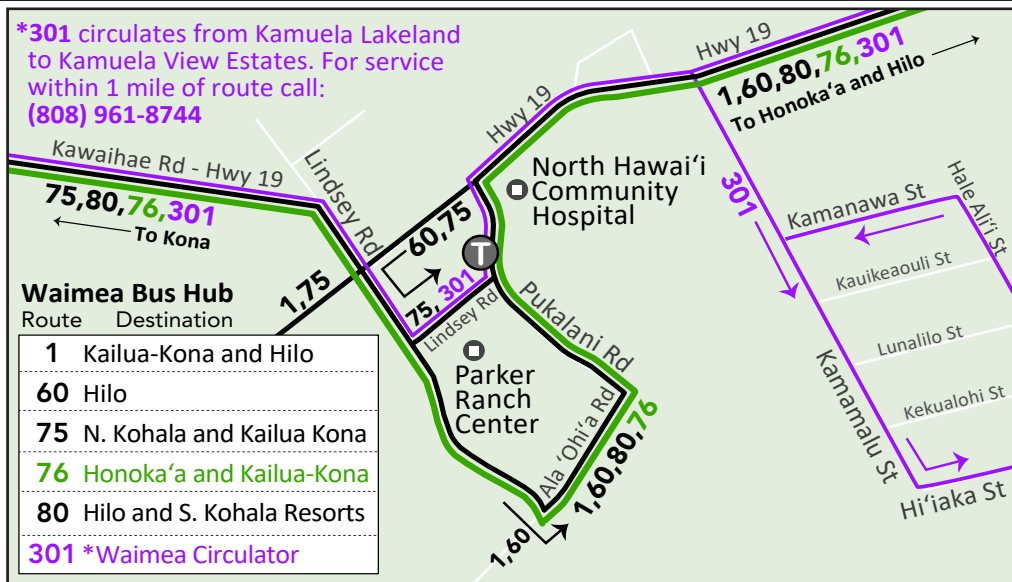 *301 circulates from Kamuela Lakeland
to Kamuela View Estates. For service
within 1 mile of route call:
(808) 961-8744
Hwy 19
1,60,80,76,301
To Honoka‘a and Hilo
Hwy 19
Kawaihae Rd - Hwy 19
75,80,76,301
To Kona
Lindsey Rd
North Hawai‘i
Community
Hospital
60,75
T
1,75
75, 301
Lindsey Rd
Pukalani Rd
Parker
Ranch
Center
Ala ‘Ohi‘a Rd
1,60,80,76
1,60
301
Kamanawa St
Hale Ali‘i St
Kauikeaouli St
Lunalilo St
Kekualohi St
Kamamalu St
Hi‘iaka St
Waimea Bus Hub
Route Destination
1 Kailua-Kona and Hilo
60 Hilo
75 N. Kohala and Kailua Kona
76 Honoka‘a and Kailua-Kona
80 Hilo and S. Kohala Resorts
301 *Waimea Circulator